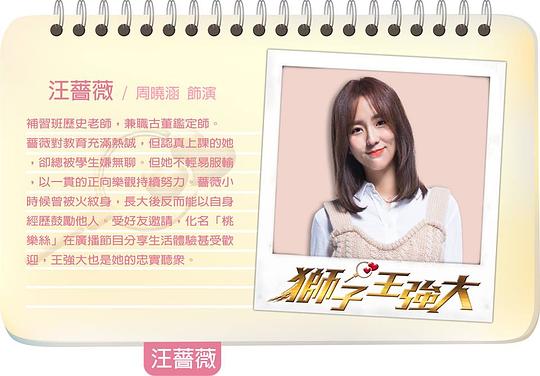 汪薔薇 / 周曉涵 飾演
補習班歷史老師，兼職古董鑑定師。
薔薇對教育充滿熱誠，但認真上課的她
，卻總被學生嫌無聊。但她不輕易服輸
，以一貫的正向樂觀持續努力。薔薇小
時候曾被火紋身，長大後反而能以自身
經歷鼓勵他人。受好友邀請，化名「桃
樂絲」在廣播節目分享生活體驗甚受歡
迎，王強大也是她的忠實聽眾。
獅子王強大
汪薔薇